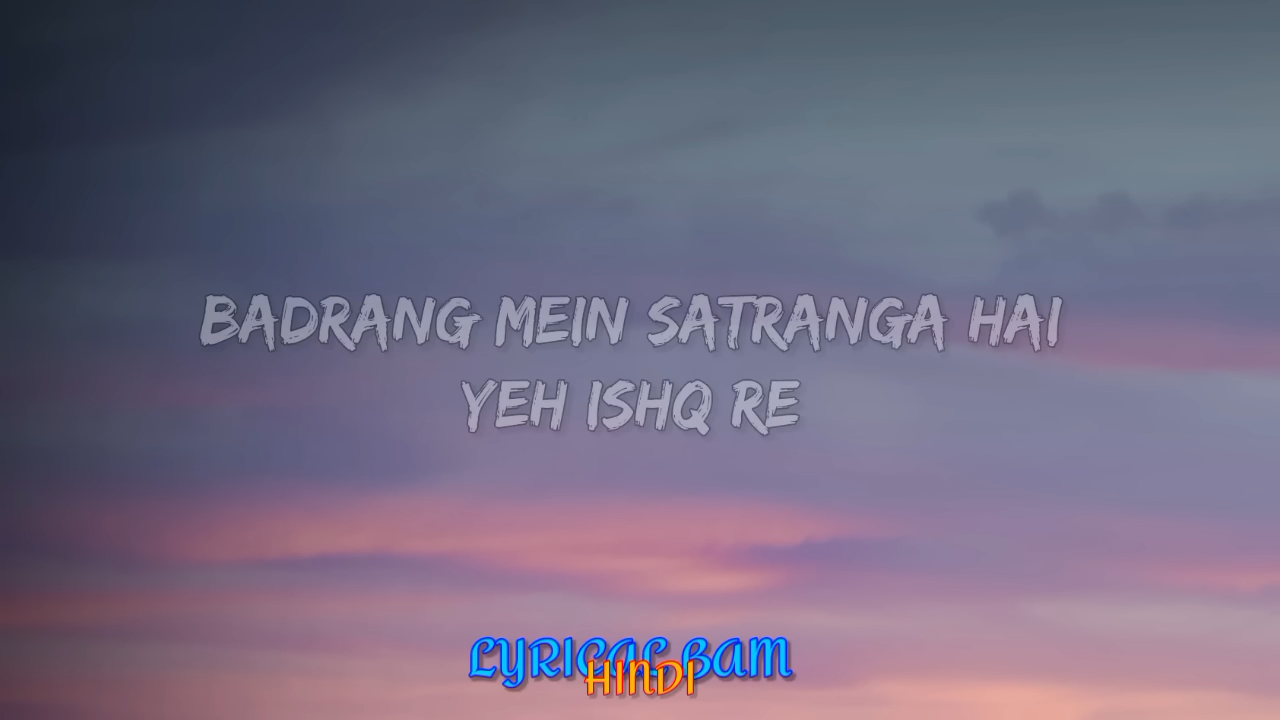 BADRANG MEIN SATRANGA HAI
YEH ISHQ RE
LYRICAL BAM
HINDI